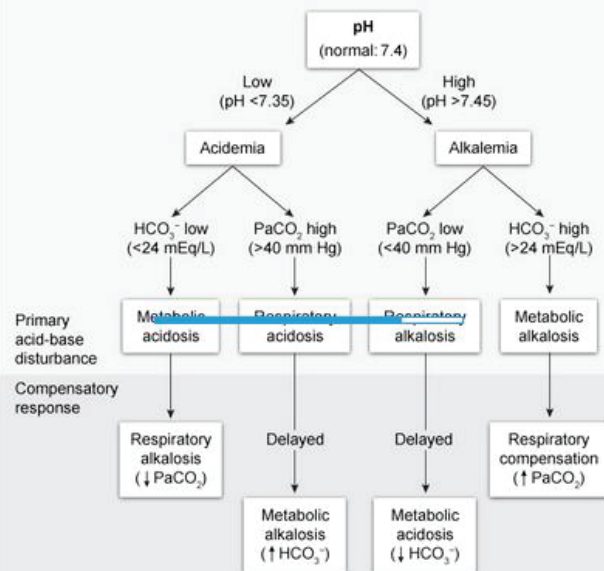 pH
(normal: 7.4)
Low
(pH <7.35)
High
(pH >7.45)
Acidemia
Alkalemia
HCO₃⁻ low
(<24 mEq/L)
PaCO₂ high
(>40 mm Hg)
PaCO₂ low
(<40 mm Hg)
HCO₃⁻ high
(>24 mEq/L)
Primary
acid-base
disturbance
Metabolic
acidosis
Respiratory
acidosis
Respiratory
alkalosis
Metabolic
alkalosis
Compensatory
response
Respiratory
alkalosis
(↓PaCO₂)
Delayed
Delayed
Respiratory
compensation
(↑PaCO₂)
Metabolic
alkalosis
(↑HCO₃⁻)
Metabolic
acidosis
(↓HCO₃⁻)